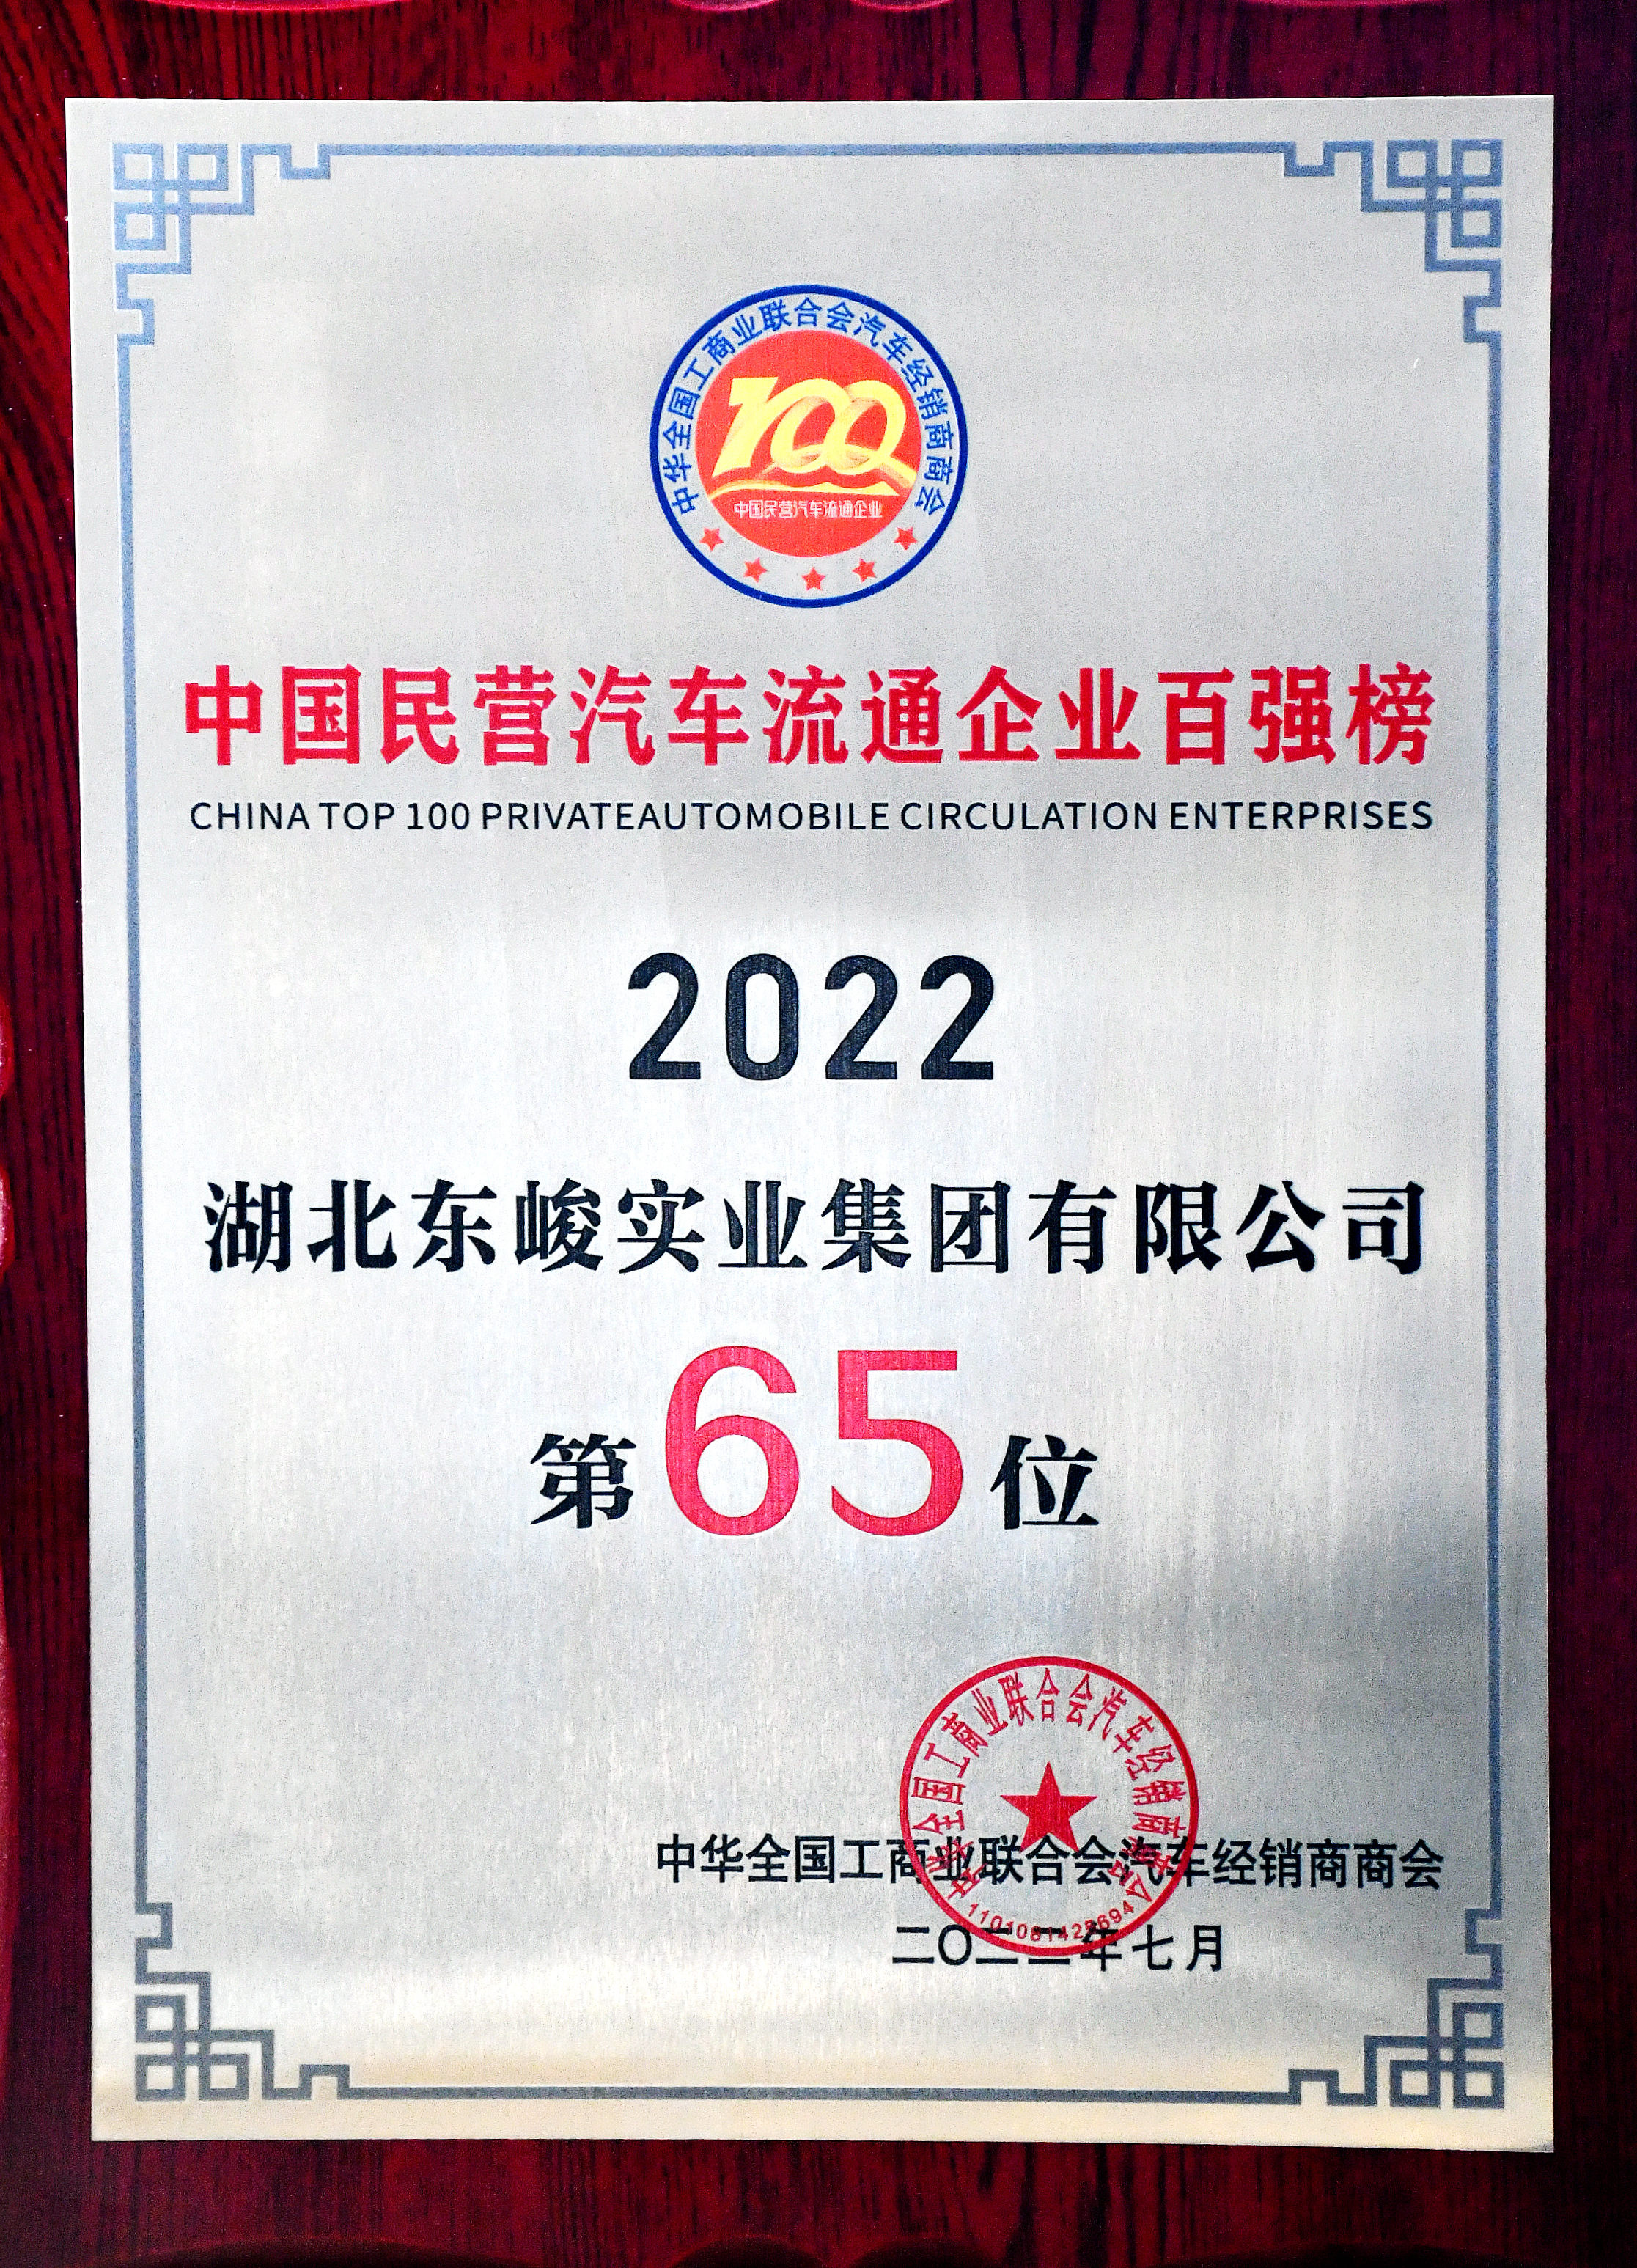 中华全国工商业联合会汽车经销商商会
100
中国民营汽车流通企业
中国民营汽车流通企业百强榜
CHINA TOP 100 PRIVATEAUTOMOBILE CIRCULATION ENTERPRISES
2022
湖北东峻实业集团有限公司
第65位
中华全国工商业联合会汽车经销商商会
中华全国工商业联合会汽车经销商商会
二〇二二年七月